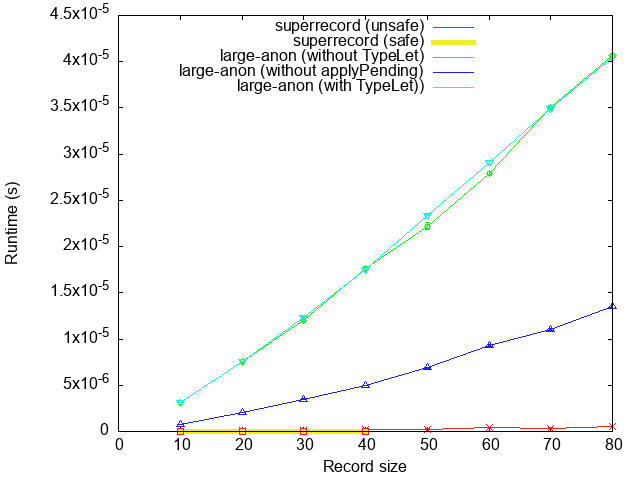 4.5x10-5
4x10-5
3.5x10-5
3x10-5
2.5x10-5
2x10-5
1.5x10-5
1x10-5
5x10-6
0
superrecord (unsafe)
superrecord (safe)
large-anon (without TypeLet)
large-anon (without applyPending)
large-anon (with TypeLet))
Runtime (s)
0 10 20 30 40 50 60 70 80
Record size